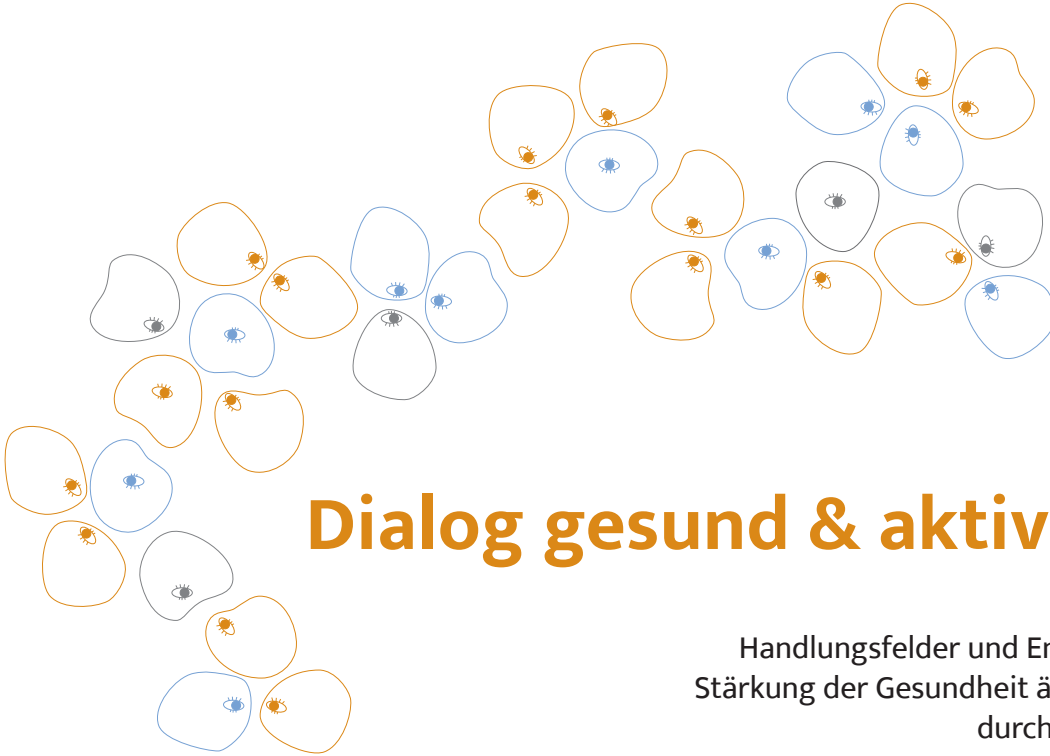 Dialog gesund & aktiv
Handlungsfelder und
Stärkung der Gesundheit
durch